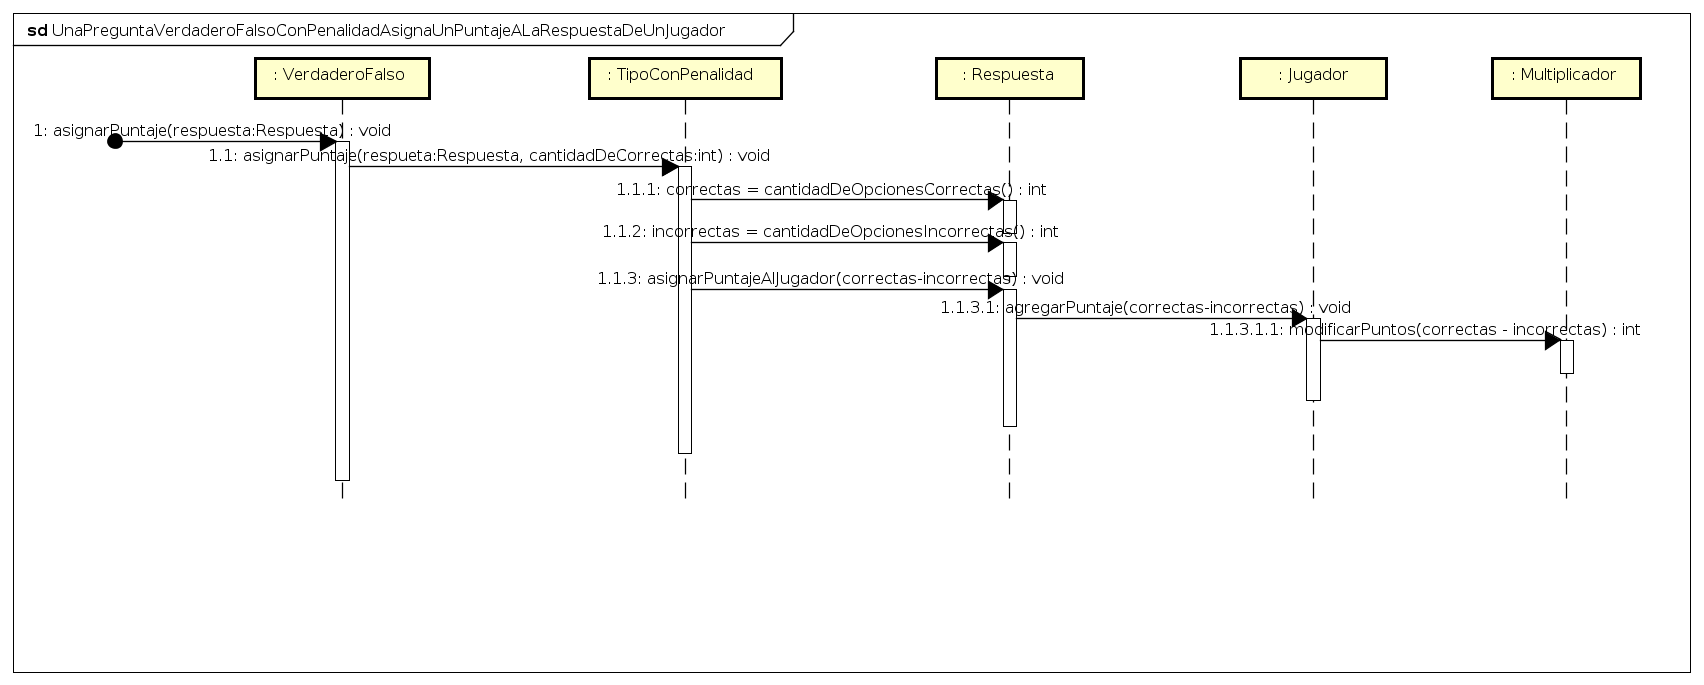 sd UnaPreguntaVerdaderoFalsoConPenalidadAsignaUnPuntajeALaRespuestaDeUnJugador
: VerdaderoFalso
: TipoConPenalidad
: Respuesta
: Jugador
: Multiplicador
1: asignarPuntaje(respuesta:Respuesta) : void
1.1: asignarPuntaje(respueta:Respuesta, cantidadDeCorrectas:int) : void
1.1.1: correctas = cantidadDeOpcionesCorrectas() : int
1.1.2: incorrectas = cantidadDeOpcionesIncorrectas() : int
1.1.3: asignarPuntajeAlJugador(correctas-incorrectas) : void
1.1.3.1: agregarPuntaje(correctas-incorrectas) : void
1.1.3.1.1: modificarPuntos(correctas - incorrectas) : int